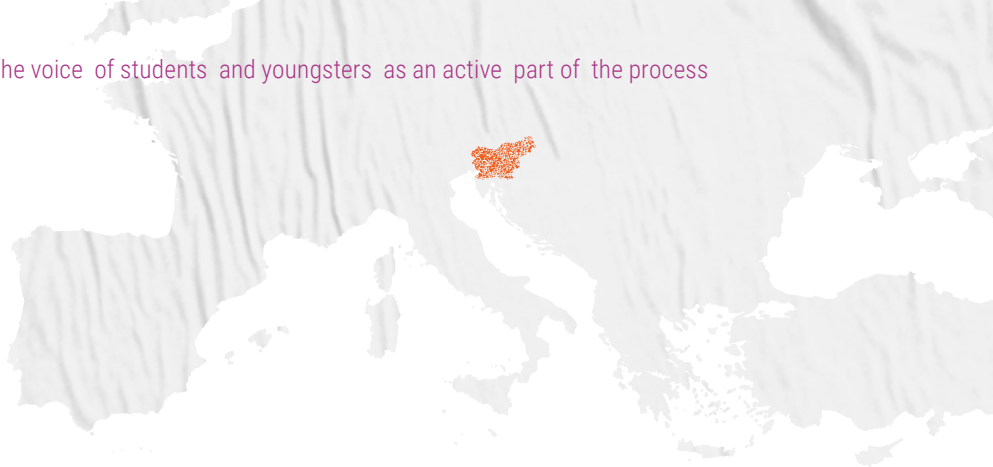 he voice of students and youngsters as an active part of the process